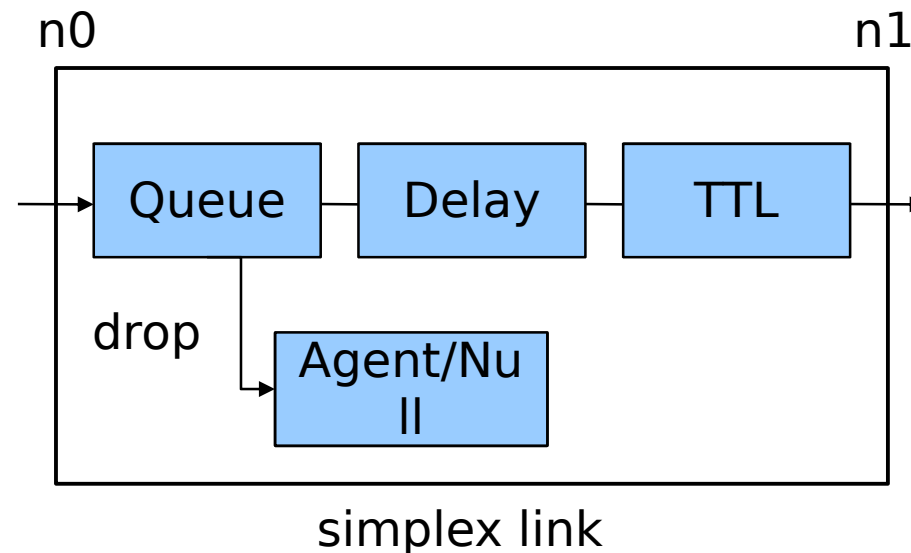 n0
n1
Queue
Delay
TTL
drop
Agent/Nu
ll
simplex link